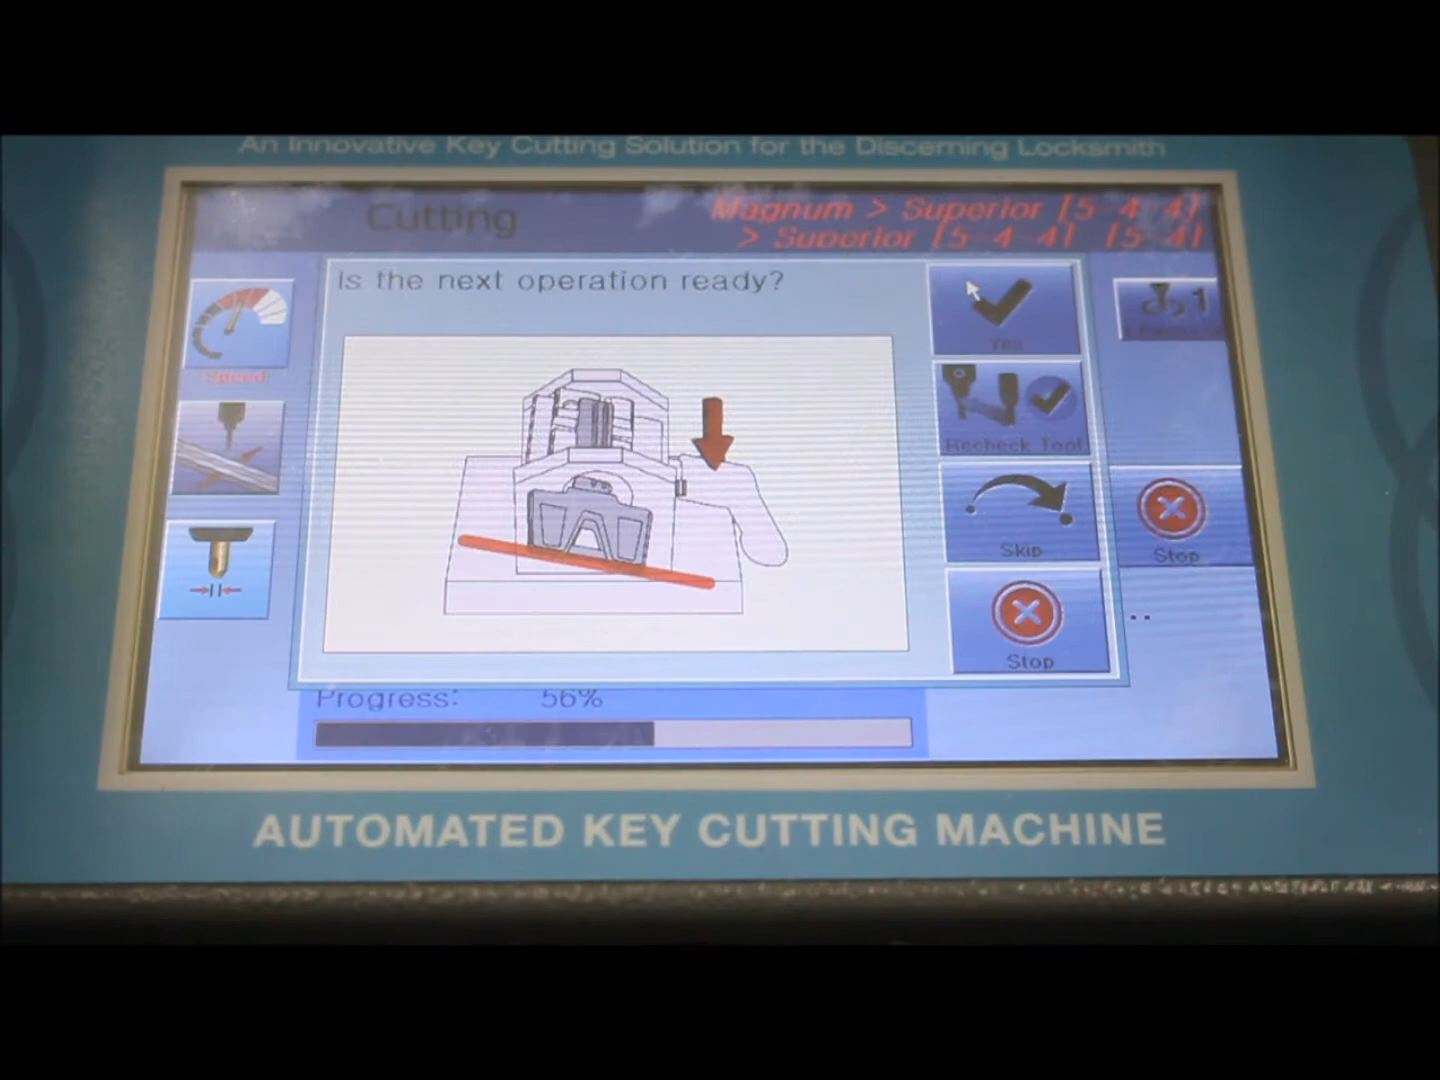 An Innovative Key Cutting Solution for the Discerning Locksmith
Cutting
Magnum > Superior [5-4-4]
> Superior [5-4-4] [5-4]
Is the next operation ready?
Speed
Yes
Recheck Tool
Skip
Stop
1
Stop
Progress: 56%
AUTOMATED KEY CUTTING MACHINE